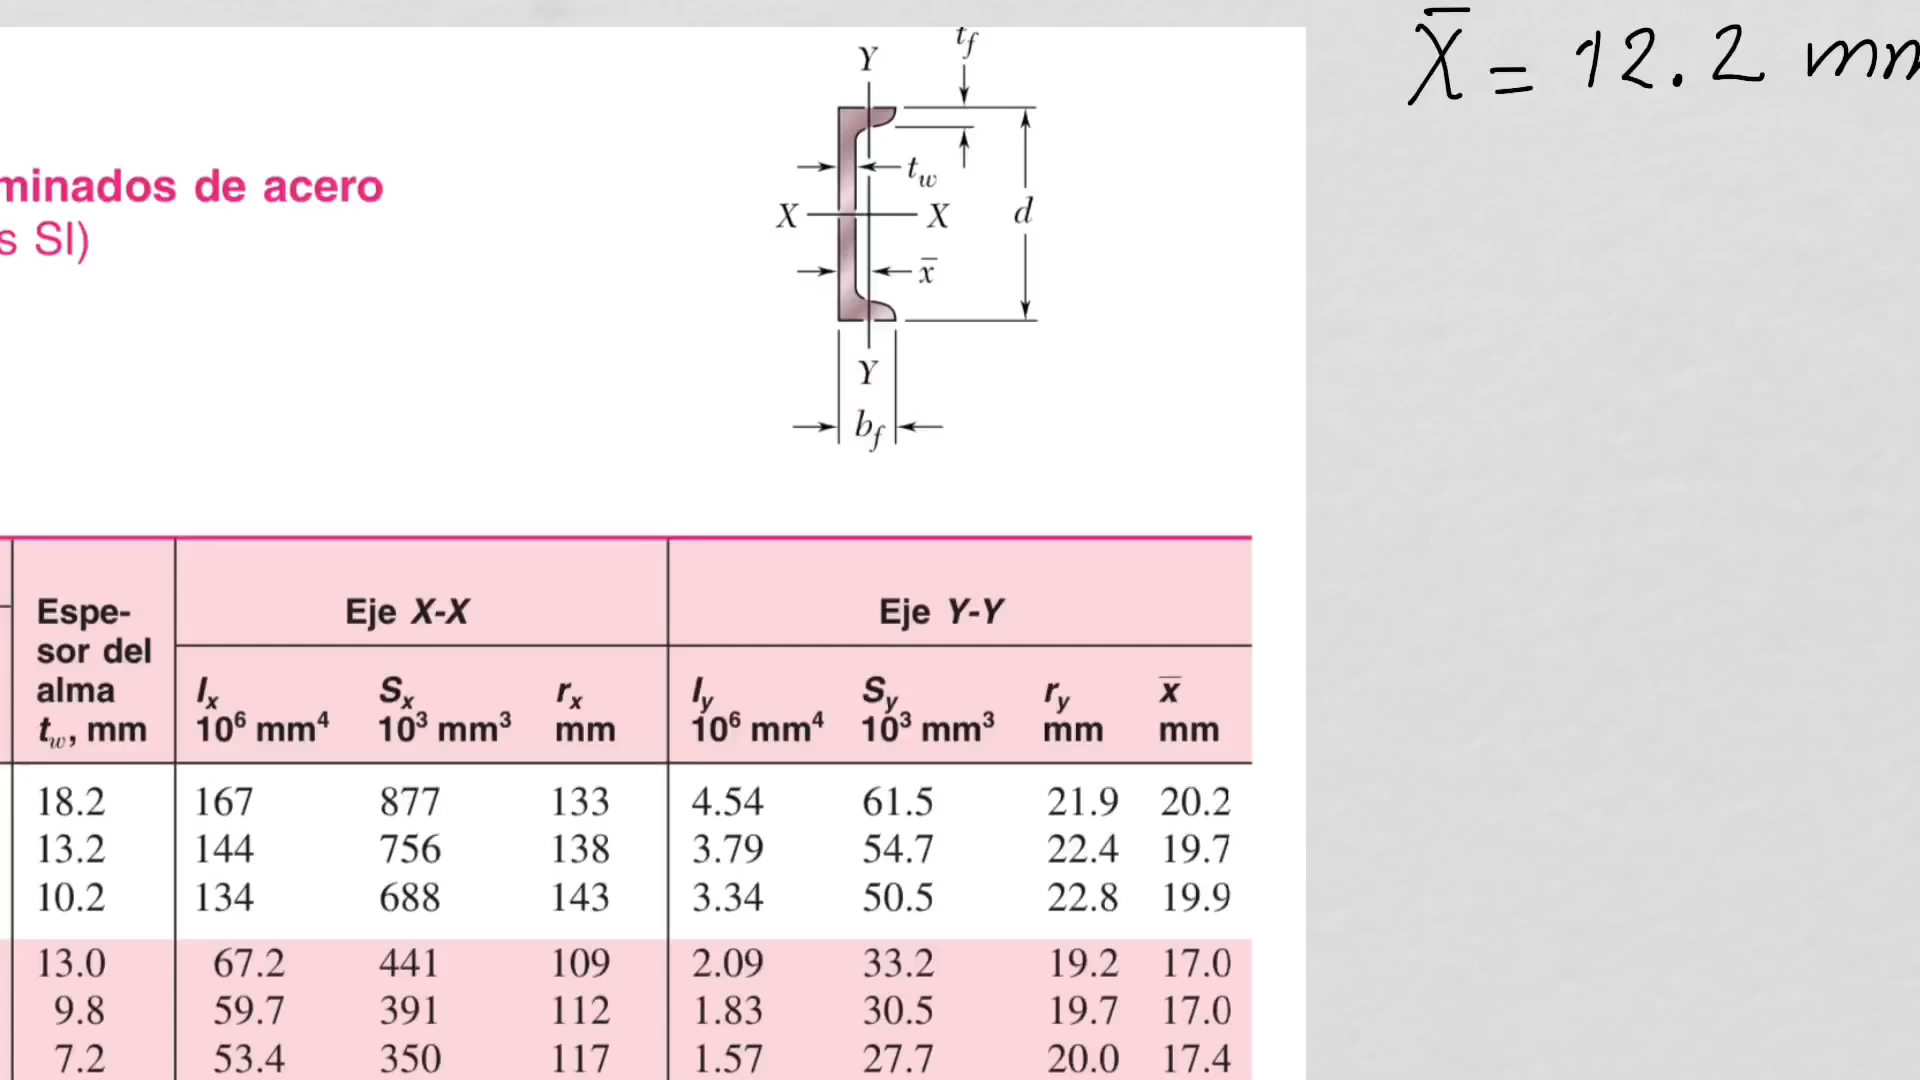 X̄ = 12.2 mm
minados de acero
s SI)
Y
t_f
t_w
X X d
x̄
Y
b_f
Espe-
sor del
alma
t_w, mm
Eje X-X
Eje Y-Y
I_x S_x r_x I_y S_y r_y x̄
10⁶ mm⁴ 10³ mm³ mm 10⁶ mm⁴ 10³ mm³ mm mm
18.2 167 877 133 4.54 61.5 21.9 20.2
13.2 144 756 138 3.79 54.7 22.4 19.7
10.2 134 688 143 3.34 50.5 22.8 19.9
13.0 67.2 441 109 2.09 33.2 19.2 17.0
9.8 59.7 391 112 1.83 30.5 19.7 17.0
7.2 53.4 350 117 1.57 27.7 20.0 17.4